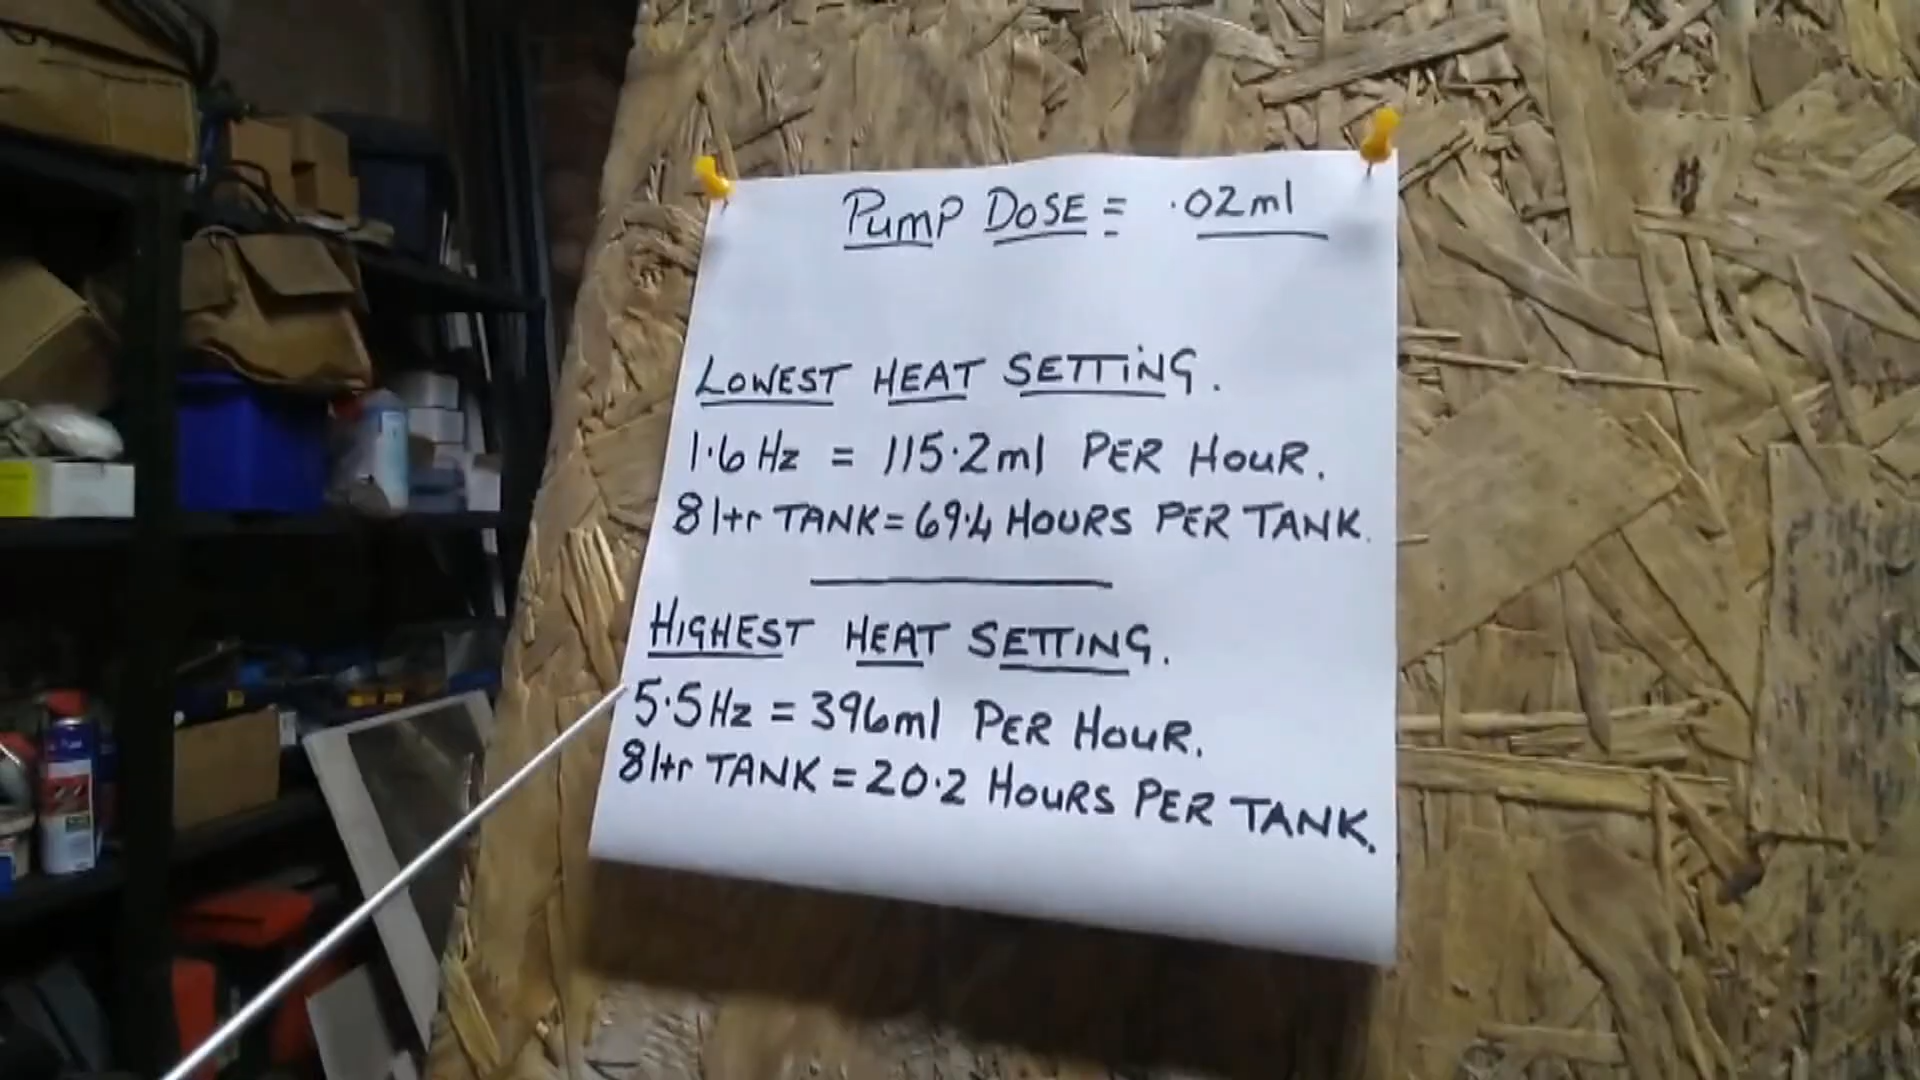 PUMP DOSE = .02ml
LOWEST HEAT SETTING.
1.6 Hz = 115.2ml PER HOUR.
8 ltr TANK = 69.4 HOURS PER TANK.
HIGHEST HEAT SETTING.
5.5 Hz = 396ml PER HOUR.
8 ltr TANK = 20.2 HOURS PER TANK.